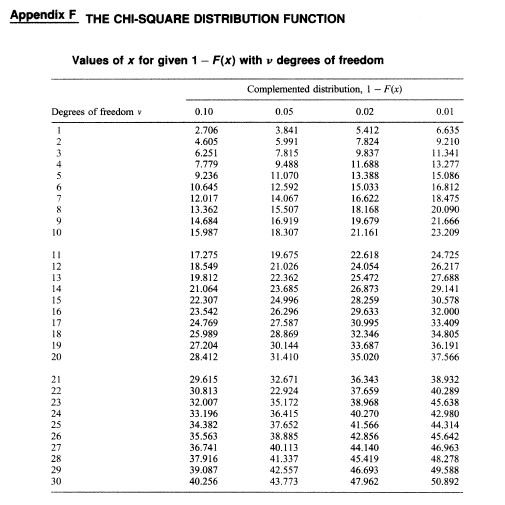 Appendix F THE CHI-SQUARE DISTRIBUTION FUNCTION
Values of x for given 1 – F(x) with ν degrees of freedom
Complemented distribution, 1 – F(x)
Degrees of freedom ν 0.10 0.05 0.02 0.01
1 2.706 3.841 5.412 6.635
2 4.605 5.991 7.824 9.210
3 6.251 7.815 9.837 11.341
4 7.779 9.488 11.688 13.277
5 9.236 11.070 13.388 15.086
6 10.645 12.592 15.033 16.812
7 12.017 14.067 16.622 18.475
8 13.362 15.507 18.168 20.090
9 14.684 16.919 19.679 21.666
10 15.987 18.307 21.161 23.209
11 17.275 19.675 22.618 24.725
12 18.549 21.026 24.054 26.217
13 19.812 22.362 25.472 27.688
14 21.064 23.685 26.873 29.141
15 22.307 24.996 28.259 30.578
16 23.542 26.296 29.633 32.000
17 24.769 27.587 30.995 33.409
18 25.989 28.869 32.346 34.805
19 27.204 30.144 33.687 36.191
20 28.412 31.410 35.020 37.566
21 29.615 32.671 36.343 38.932
22 30.813 22.924 37.659 40.289
23 32.007 35.172 38.968 45.638
24 33.196 36.415 40.270 42.980
25 34.382 37.652 41.566 44.314
26 35.563 38.885 42.856 45.642
27 36.741 40.113 44.140 46.963
28 37.916 41.337 45.419 48.278
29 39.087 42.557 46.693 49.588
30 40.256 43.773 47.962 50.892